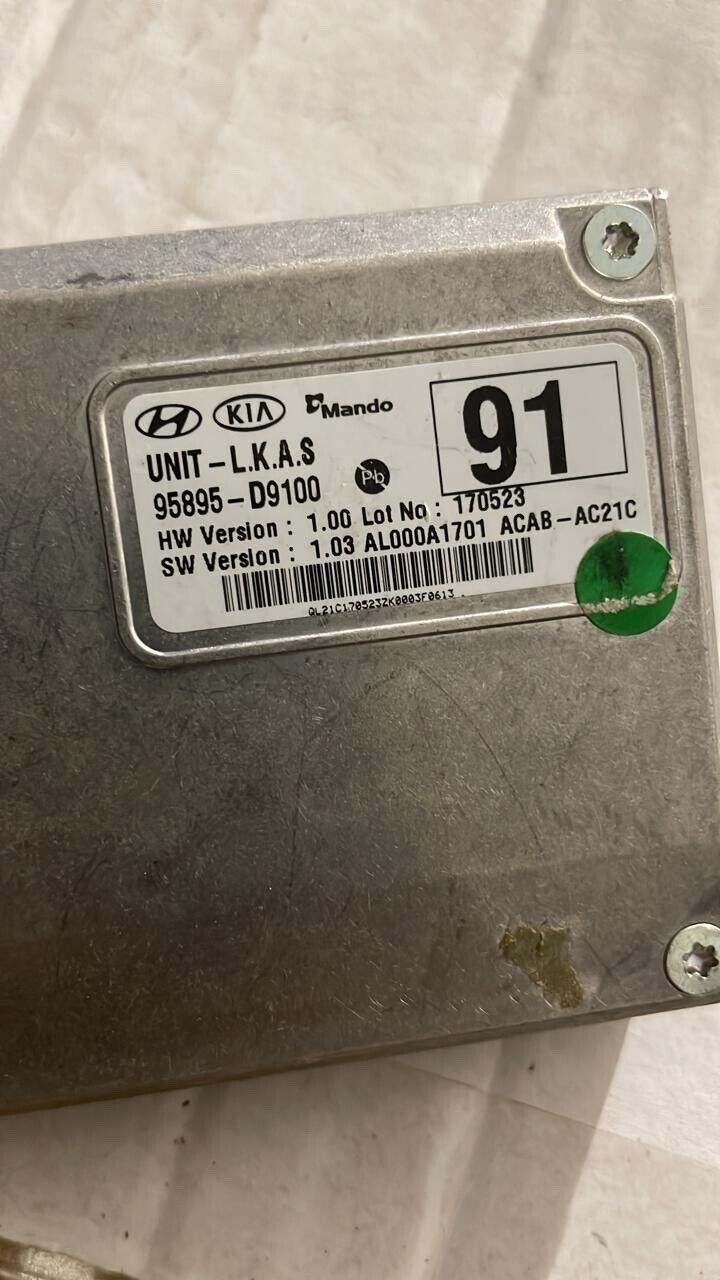 KIA Mando
91
UNIT-L.K.A.S
95895-D9100
Pb
HW Version : 1.00 Lot No : 170523
SW Version : 1.03 AL000A1701 ACAB-AC21C
QL21C170523ZK0003F0613